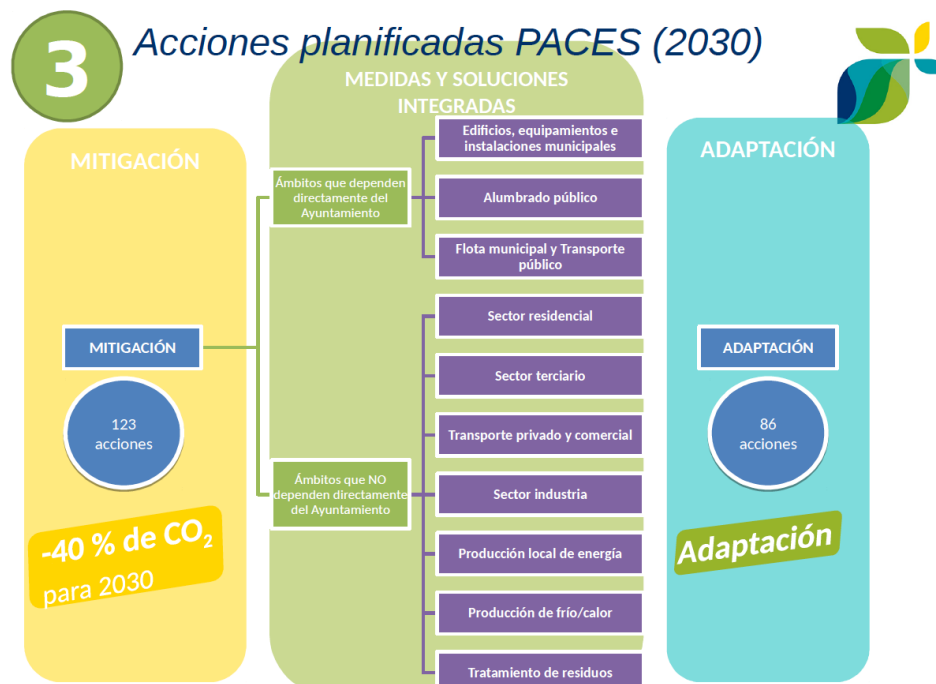 3
Acciones planificadas PACES (2030)
MEDIDAS Y SOLUCIONES
INTEGRADAS
MITIGACIÓN
MITIGACIÓN
123
acciones
-40 % de CO₂
para 2030
Ámbitos que dependen
directamente del
Ayuntamiento
Edificios, equipamientos e
instalaciones municipales
Alumbrado público
Flota municipal y Transporte
público
Ámbitos que NO
dependen directamente
del Ayuntamiento
Sector residencial
Sector terciario
Transporte privado y comercial
Sector industria
Producción local de energía
Producción de frío/calor
Tratamiento de residuos
ADAPTACIÓN
ADAPTACIÓN
86
acciones
Adaptación